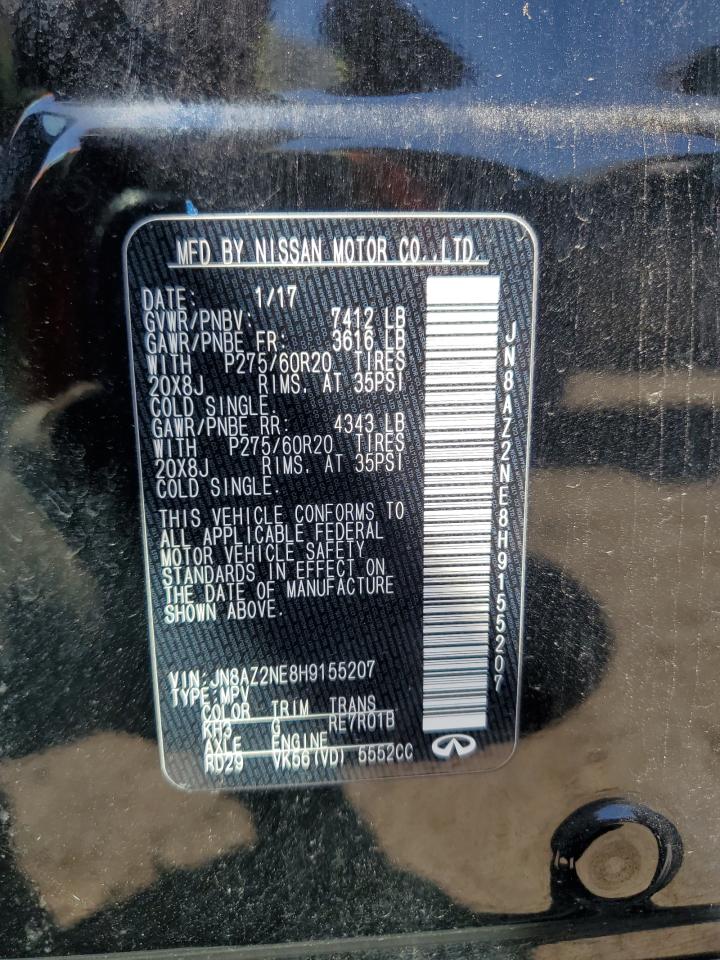 MFD BY NISSAN MOTOR CO.,LTD.
DATE: 1/17
GVWR/PNBV: 7412 LB
GAWR/PNBE FR: 3616 LB
WITH P275/60R20 TIRES
20X8J RIMS. AT 35PSI
COLD SINGLE.
GAWR/PNBE RR: 4343 LB
WITH P275/60R20 TIRES
20X8J RIMS. AT 35PSI
COLD SINGLE.
THIS VEHICLE CONFORMS TO
ALL APPLICABLE FEDERAL
MOTOR VEHICLE SAFETY
STANDARDS IN EFFECT ON
THE DATE OF MANUFACTURE
SHOWN ABOVE.
VIN:JN8AZ2NE8H9155207
TYPE:MPV
COLOR TRIM TRANS
KH3 G RE7R01B
AXLE ENGINE
RD29 VK56(VD) 5552CC
JN8AZ2NE8H9155207